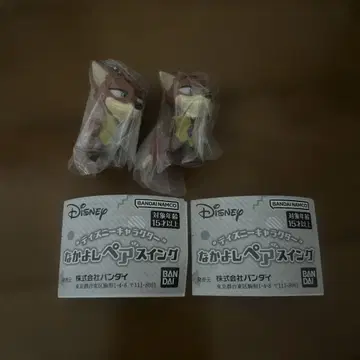 Disney
BANDAI NAMCO
対象年齢
15才以上
ディズニーキャラクター
なかよしペアスイング
発売元
株式会社バンダイ
BAN
DAI
Disney
BANDAI NAMCO
対象年齢
15才以上
ディズニーキャラクター
なかよしペアスイング
発売元
株式会社バンダイ
BAN
DAI